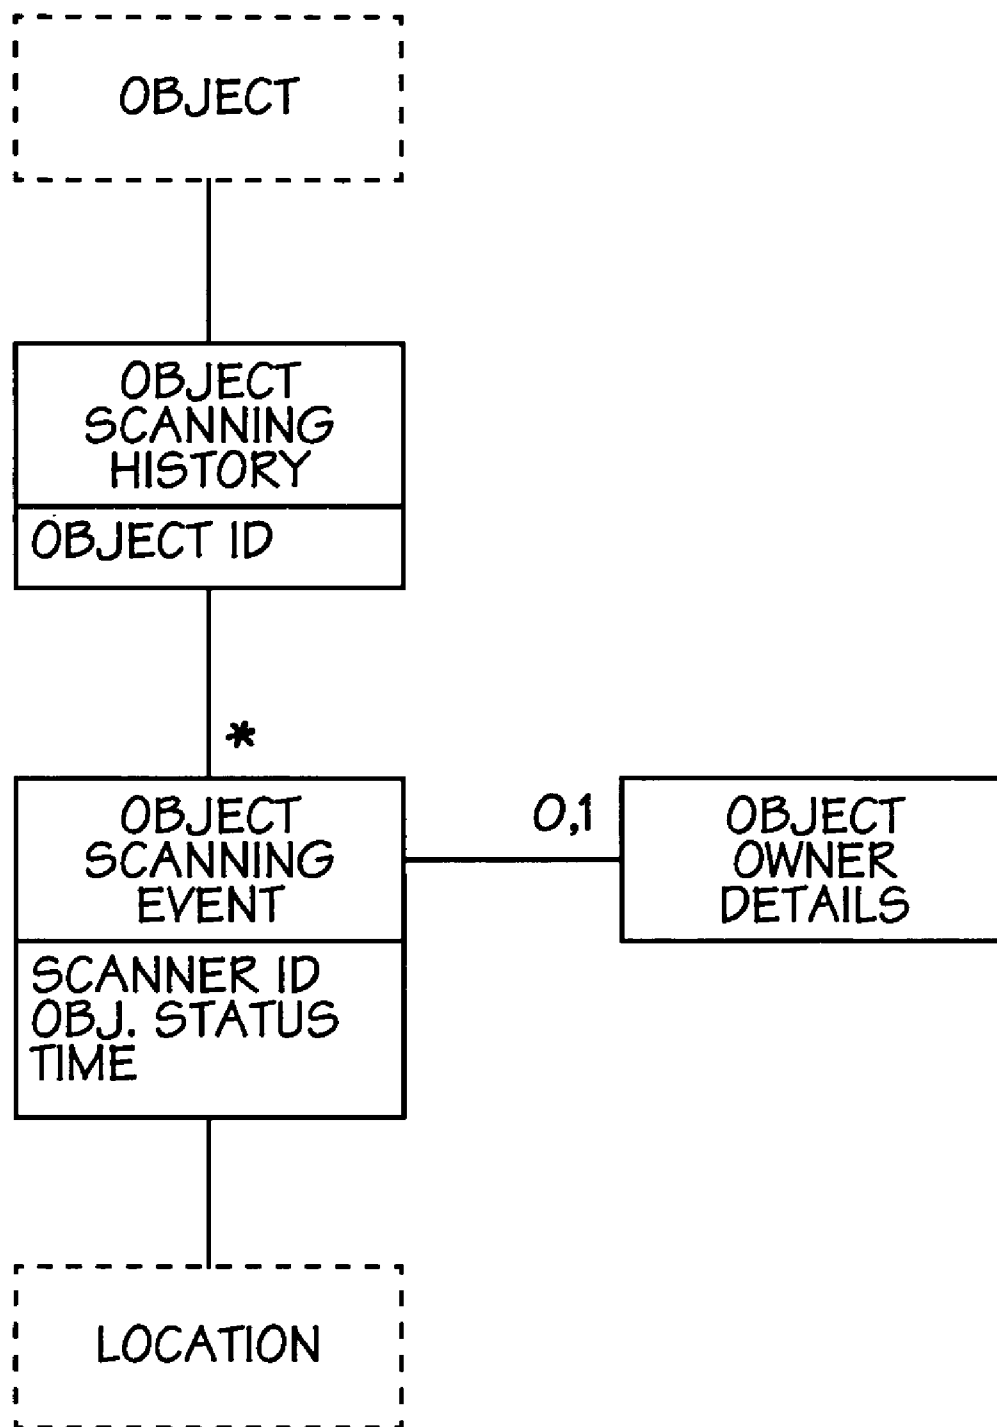 OBJECT
OBJECT
SCANNING
HISTORY
OBJECT ID
*
OBJECT
SCANNING
EVENT
0,1
OBJECT
OWNER
DETAILS
SCANNER ID
OBJ. STATUS
TIME
LOCATION